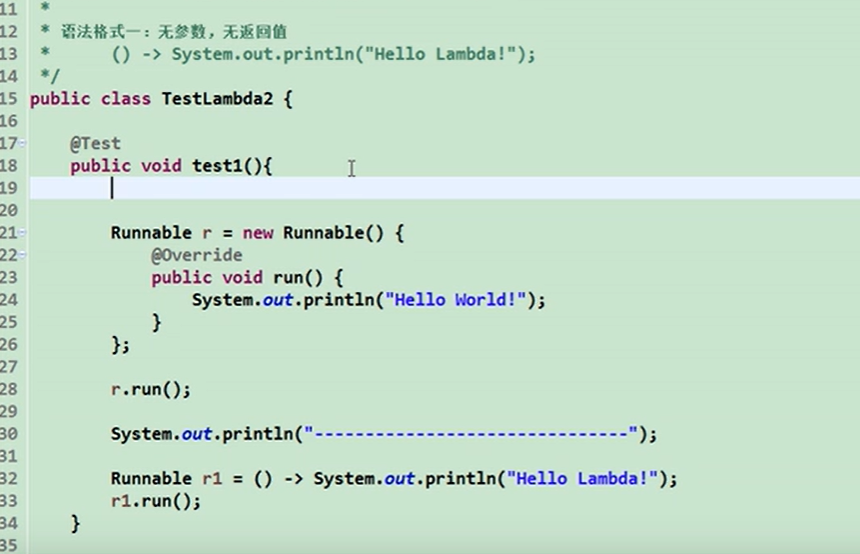 11 *
12 * 语法格式一：无参数，无返回值
13 * () -> System.out.println("Hello Lambda!");
14 */
15 public class TestLambda2 {
16
17 @Test
18 public void test1(){
19
20
21 Runnable r = new Runnable() {
22 @Override
23 public void run() {
24 System.out.println("Hello World!");
25 }
26 };
27
28 r.run();
29
30 System.out.println("-------------------------------");
31
32 Runnable r1 = () -> System.out.println("Hello Lambda!");
33 r1.run();
34 }
35